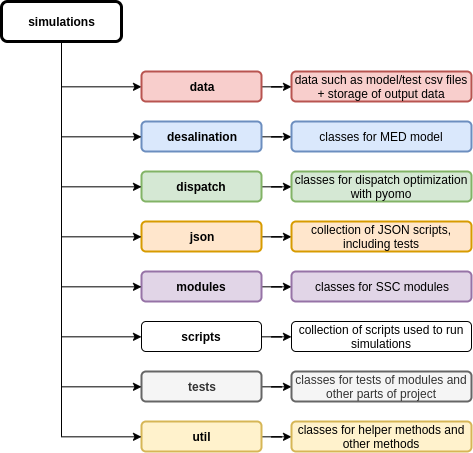 simulations
data
data such as model/test csv files
+ storage of output data
desalination
classes for MED model
dispatch
classes for dispatch optimization
with pyomo
json
collection of JSON scripts,
including tests
modules
classes for SSC modules
scripts
collection of scripts used to run
simulations
tests
classes for tests of modules and
other parts of project
util
classes for helper methods and
other methods